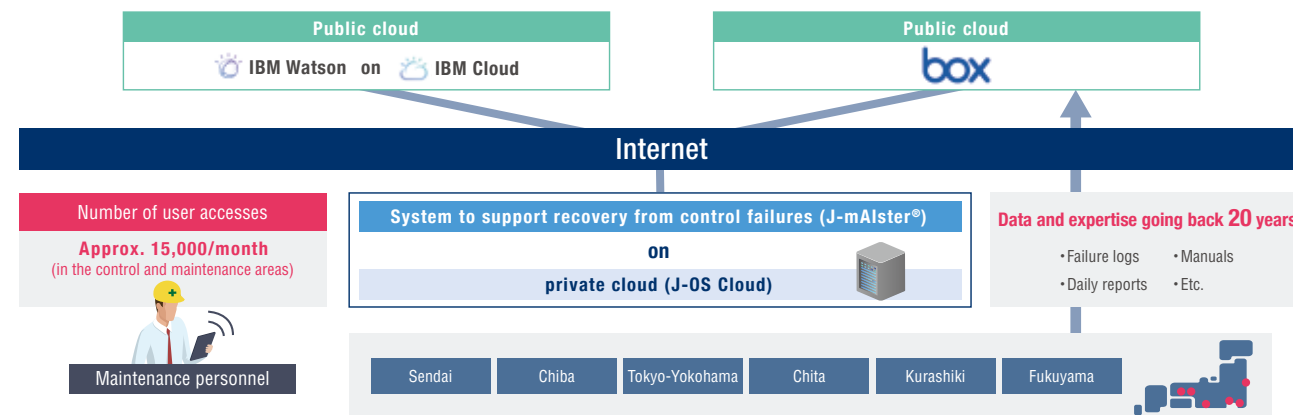 Public cloud
IBM Watson on IBM Cloud
Public cloud
box
Internet
Number of user accesses
Approx. 15,000/month
(in the control and maintenance areas)
Maintenance personnel
System to support recovery from control failures (J-mAIster®)
on
private cloud (J-OS Cloud)
Data and expertise going back 20 years
・Failure logs ・Manuals
・Daily reports ・Etc.
Sendai Chiba Tokyo-Yokohama Chita Kurashiki Fukuyama